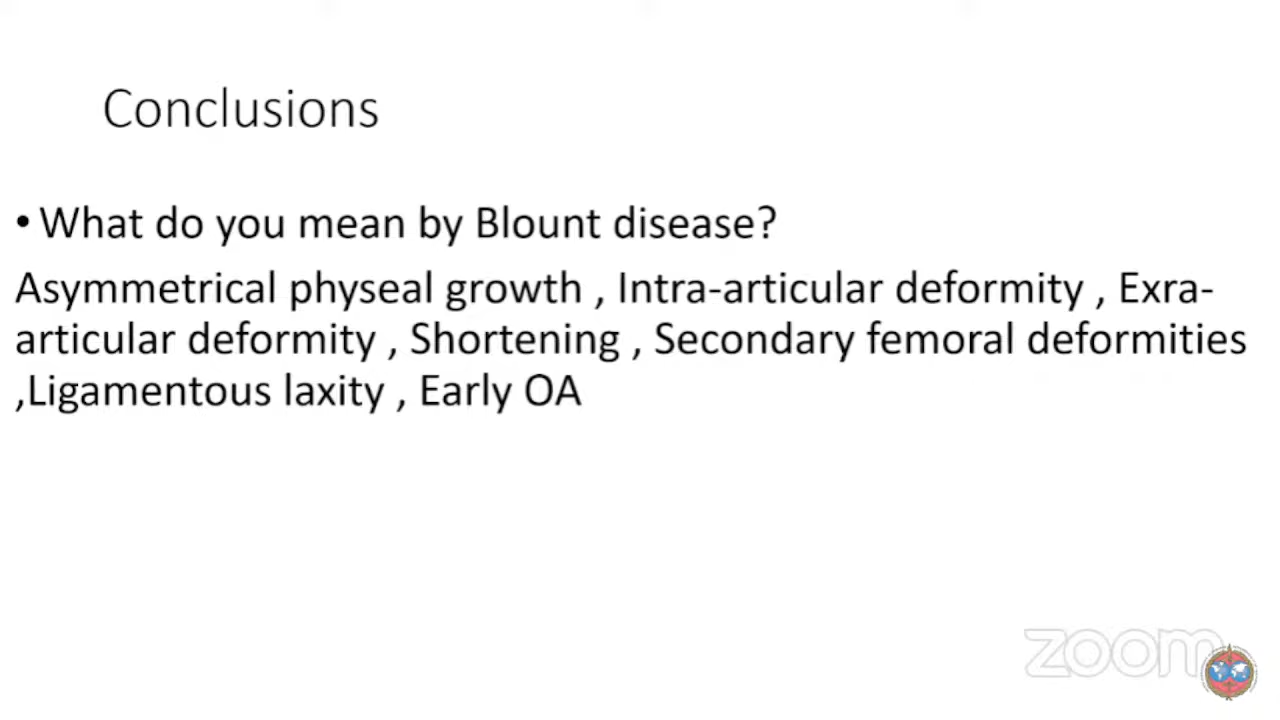 Conclusions
• What do you mean by Blount disease?
Asymmetrical physeal growth , Intra-articular deformity , Exra-
articular deformity , Shortening , Secondary femoral deformities
,Ligamentous laxity , Early OA
zoom